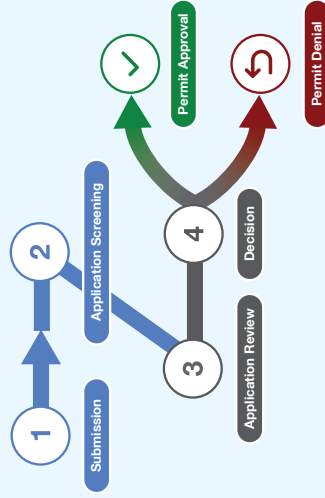 1
Submission
2
Application Screening
3
Application Review
4
Decision
Permit Approval
Permit Denial